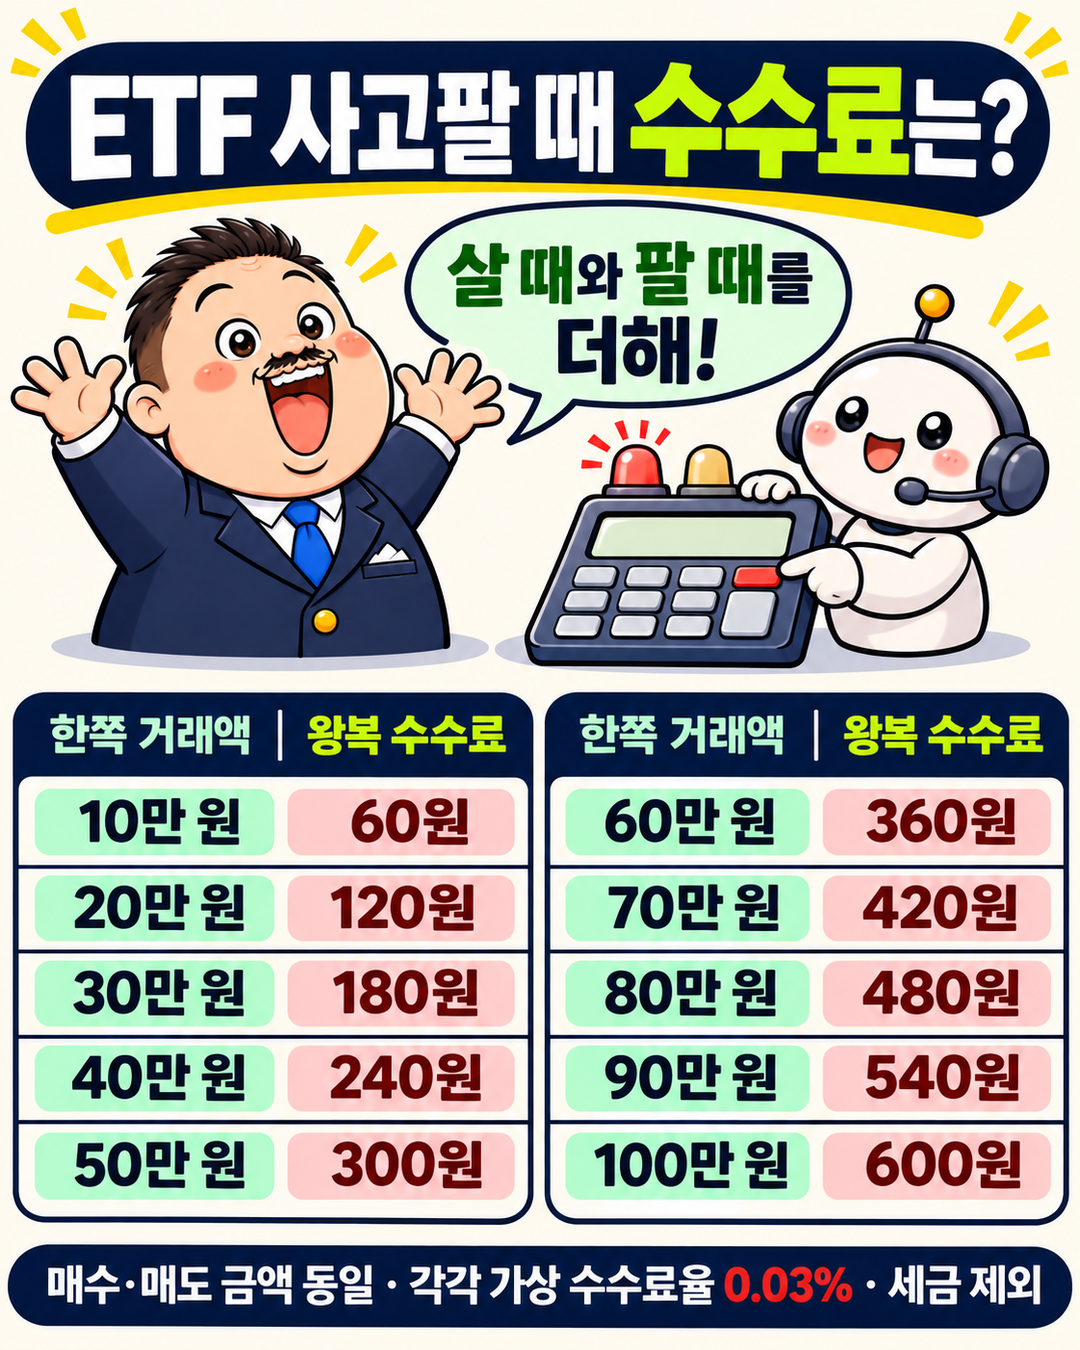 ETF 사고팔 때 수수료는?
살 때와 팔 때를
더해!
한쪽 거래액 | 왕복 수수료
10만 원 60원
20만 원 120원
30만 원 180원
40만 원 240원
50만 원 300원
한쪽 거래액 | 왕복 수수료
60만 원 360원
70만 원 420원
80만 원 480원
90만 원 540원
100만 원 600원
매수·매도 금액 동일 · 각각 가상 수수료율 0.03% · 세금 제외